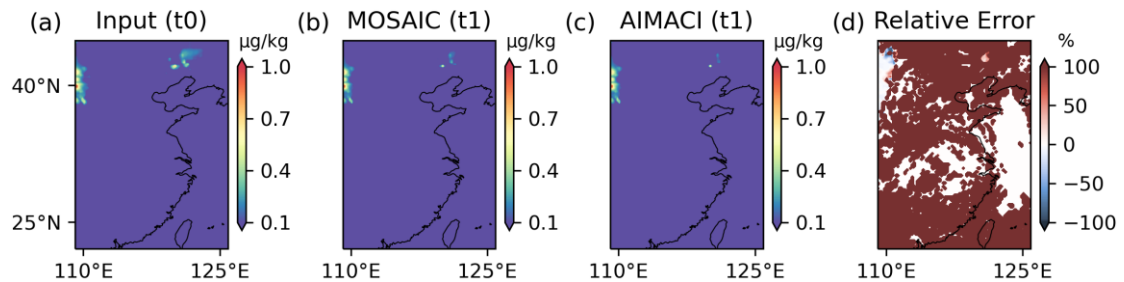 (a) Input (t0)
(b) MOSAIC (t1)
(c) AIMACI (t1)
(d) Relative Error
µg/kg
µg/kg
µg/kg
%
40°N
25°N
1.0
0.7
0.4
0.1
1.0
0.7
0.4
0.1
1.0
0.7
0.4
0.1
100
50
0
−50
−100
110°E 125°E
110°E 125°E
110°E 125°E
110°E 125°E